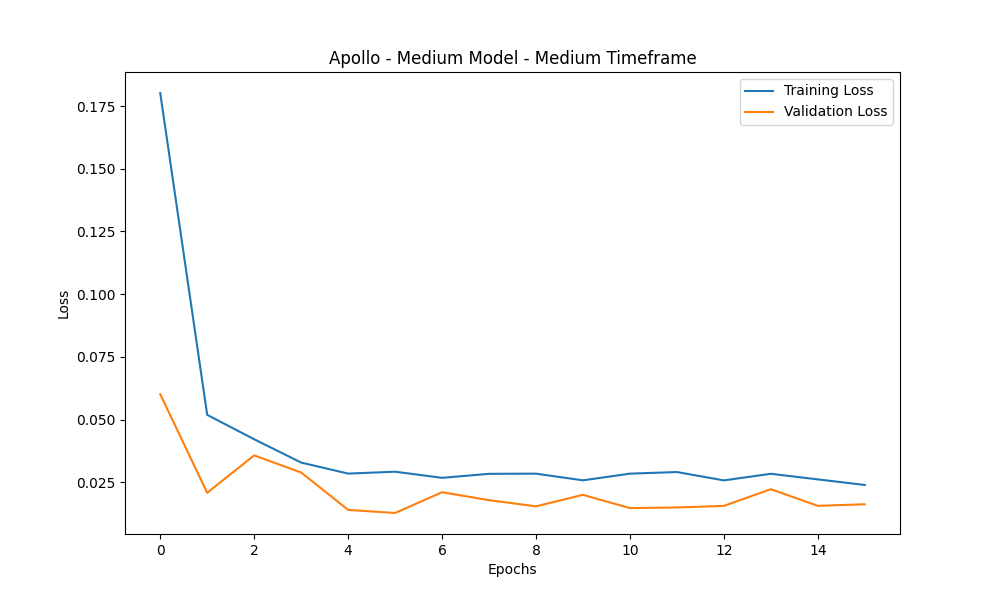 Apollo - Medium Model - Medium Timeframe
Training Loss
Validation Loss
0.175
0.150
0.125
0.100
0.075
0.050
0.025
Loss
0 2 4 6 8 10 12 14
Epochs